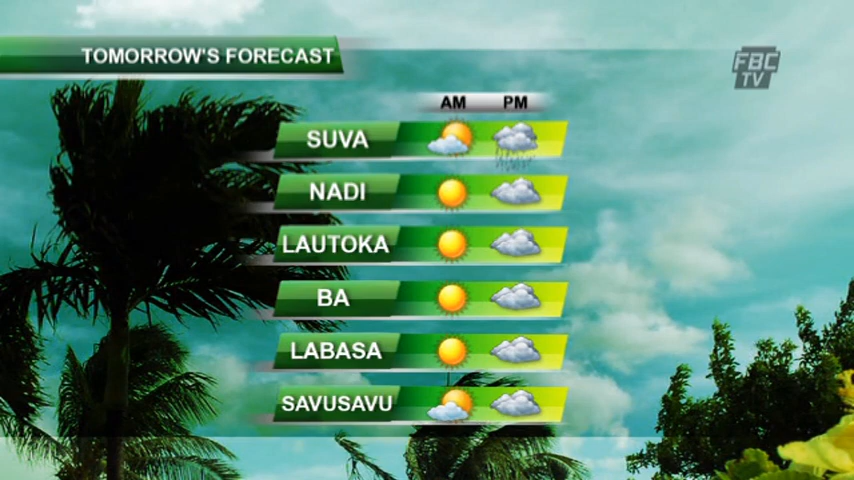 TOMORROW'S FORECAST
FBC
TV
AM PM
SUVA
NADI
LAUTOKA
BA
LABASA
SAVUSAVU